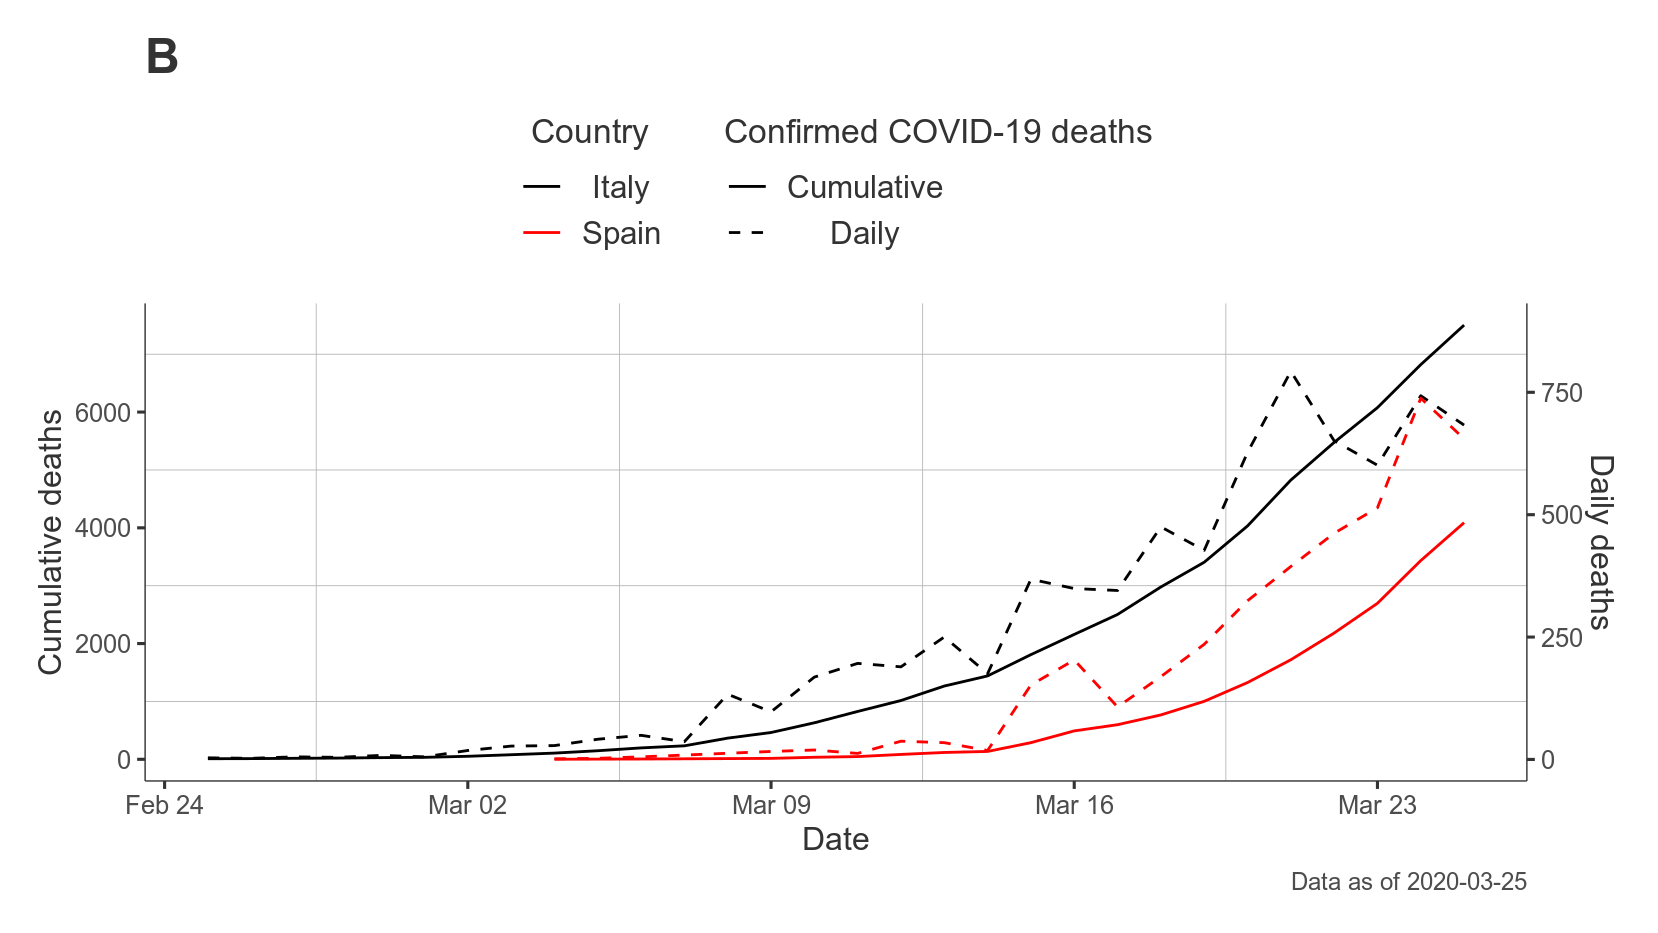 B
Country
Confirmed COVID-19 deaths
Italy
Cumulative
Spain
Daily
Cumulative deaths
6000
4000
2000
0
750
500
250
0
Daily deaths
Feb 24
Mar 02
Mar 09
Mar 16
Mar 23
Date
Data as of 2020-03-25